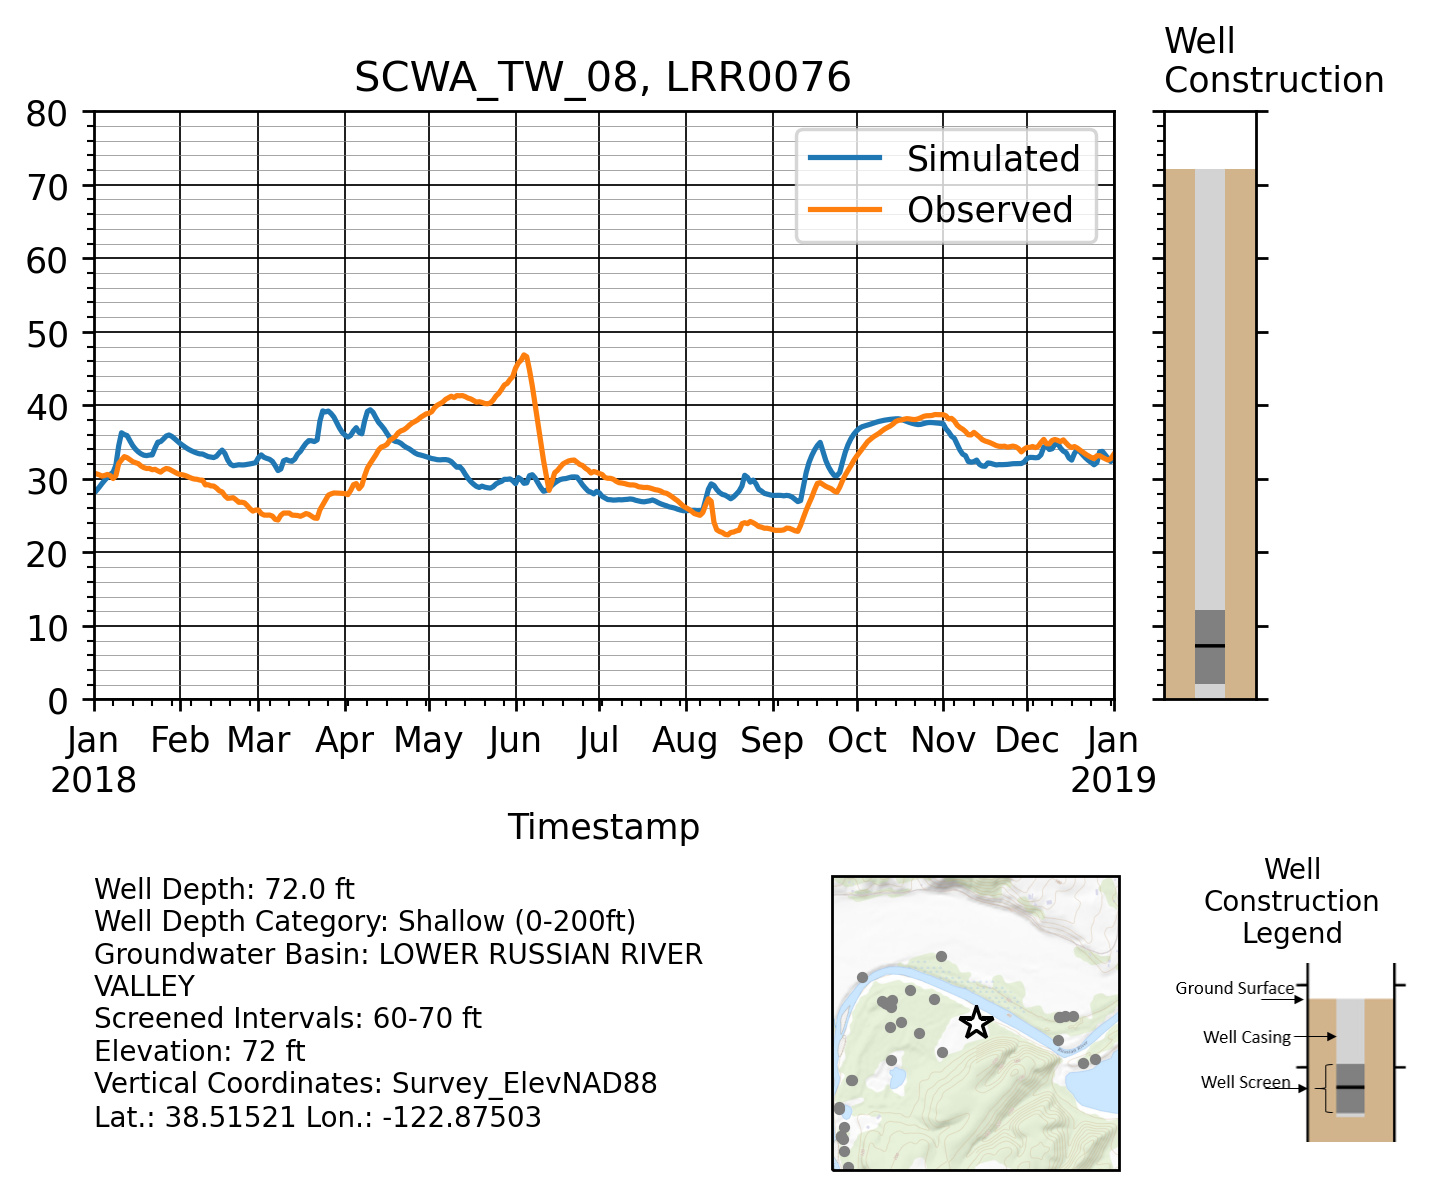 Well
Construction
SCWA_TW_08, LRR0076
80
70
60
50
40
30
20
10
0
Simulated
Observed
Jan Feb Mar Apr May Jun Jul Aug Sep Oct Nov Dec Jan
2018 2019
Timestamp
Well Depth: 72.0 ft
Well Depth Category: Shallow (0-200ft)
Groundwater Basin: LOWER RUSSIAN RIVER
VALLEY
Screened Intervals: 60-70 ft
Elevation: 72 ft
Vertical Coordinates: Survey_ElevNAD88
Lat.: 38.51521 Lon.: -122.87503
Russian River
Well
Construction
Legend
Ground Surface
Well Casing
Well Screen